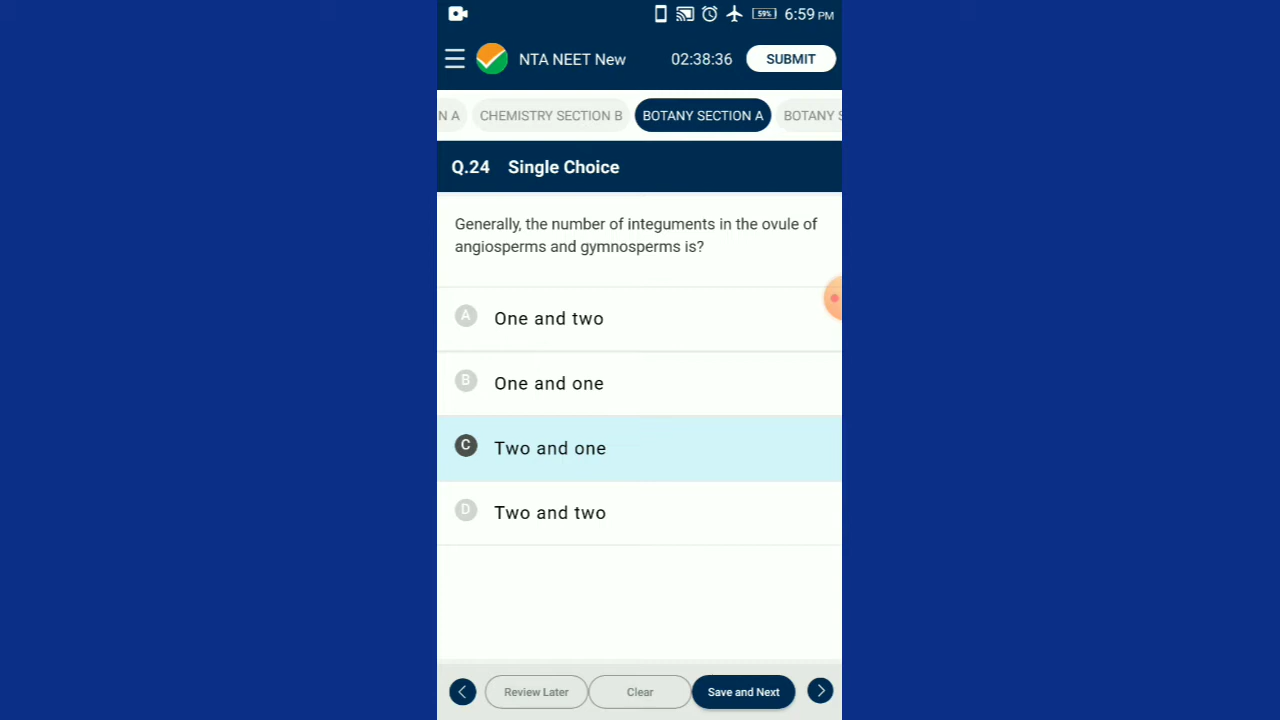 59% 6:59 PM
NTA NEET New 02:38:36 SUBMIT
N A CHEMISTRY SECTION B BOTANY SECTION A BOTANY S
Q.24 Single Choice
Generally, the number of integuments in the ovule of
angiosperms and gymnosperms is?
A One and two
B One and one
C Two and one
D Two and two
Review Later Clear Save and Next